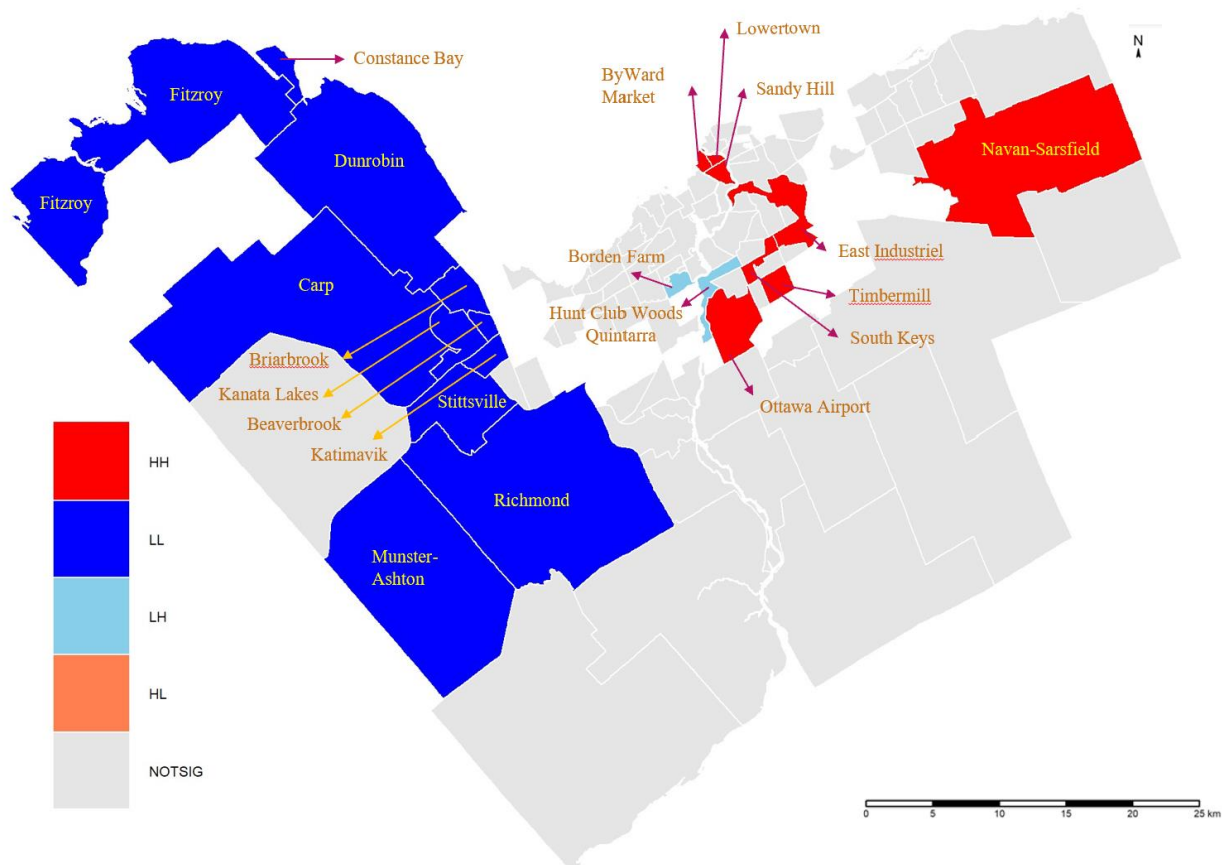 Lowertown
N
Constance Bay
ByWard
Market
Sandy Hill
Fitzroy
Navan-Sarsfield
Dunrobin
Fitzroy
East Industriel
Borden Farm
Carp
Timbermill
Hunt Club Woods
Quintarra
South Keys
Briarbrook
Kanata Lakes
Stittsville
Ottawa Airport
Beaverbrook
Katimavik
HH
Richmond
LL
Munster-
Ashton
LH
HL
NOTSIG
0 5 10 15 20 25 km